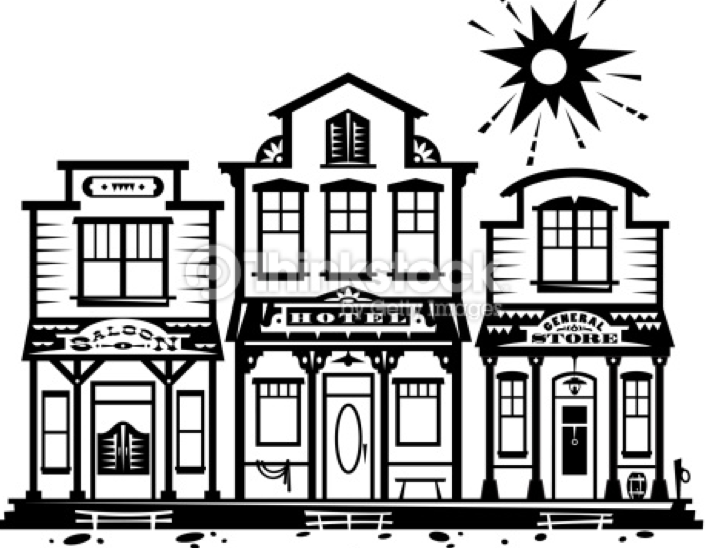 thinkstock
by Getty Images
HOTEL
SALOON
GENERAL
STORE